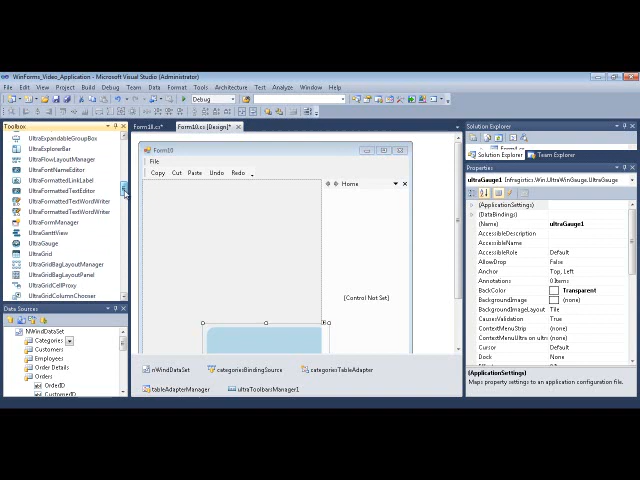 WinForms_Video_Application - Microsoft Visual Studio (Administrator)
File Edit View Project Build Debug Team Data Format Tools Architecture Test Analyze Window Help
Debug
Toolbox
UltraExpandableGroupBox
UltraExplorerBar
UltraFlowLayoutManager
UltraFontNameEditor
UltraFormattedLinkLabel
UltraFormattedTextEditor
UltraFormattedTextWordWriter
UltraFormattedTextWordWriter
UltraFormManager
UltraGanttView
UltraGauge
UltraGrid
UltraGridBagLayoutManager
UltraGridBagLayoutPanel
UltraGridCellProxy
UltraGridColumnChooser
Data Sources
NWindDataSet
Categories
Customers
Employees
Order Details
Orders
OrderID
CustomerID
Form10.cs [Design]*
Form10
File
Copy Cut Paste Undo Redo
Home
(Control Not Set)
nWindDataSet
categoriesBindingSource
categoriesTableAdapter
tableAdapterManager
ultraToolbarsManager1
Solution Explorer
Solution Explorer Team Explorer
Properties
ultraGauge1 Infragistics.Win.UltraWinGauge.UltraGauge
(ApplicationSettings)
(DataBindings)
(Name) ultraGauge1
AccessibleDescription
AccessibleName
AccessibleRole Default
AllowDrop False
Anchor Top, Left
Annotations 0 Items
BackColor Transparent
BackgroundImage (none)
BackgroundImageLayout Tile
CausesValidation True
ContextMenuStrip (none)
ContextMenuUltra on ultra (none)
Cursor Default
Dock None
(ApplicationSettings)
Maps property settings to an application configuration file.